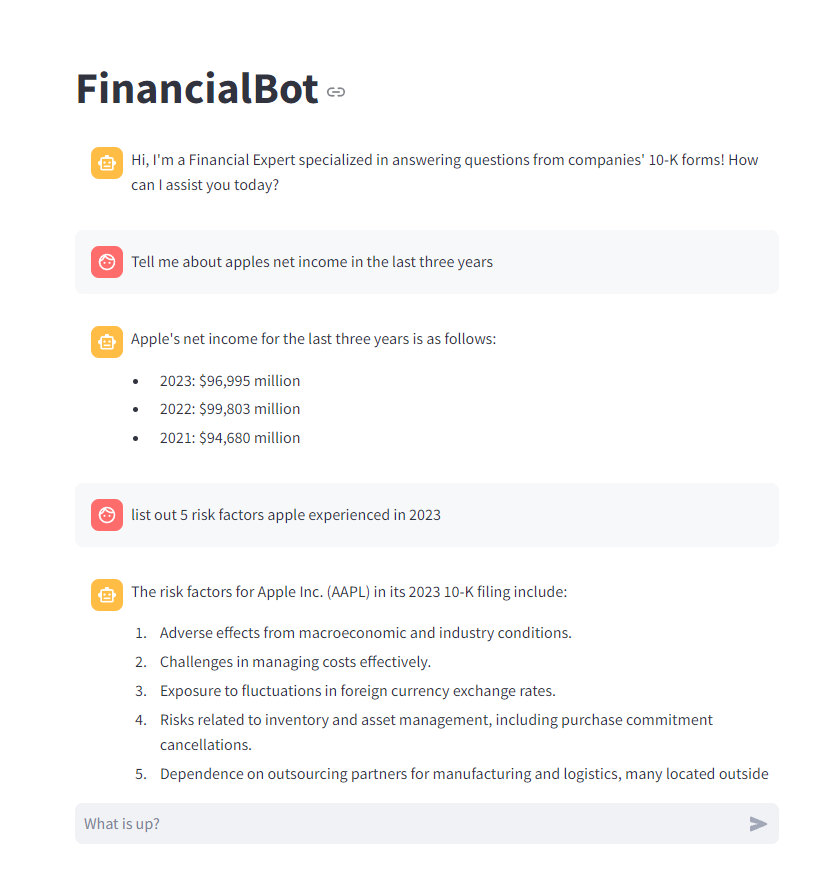 FinancialBot
Hi, I'm a Financial Expert specialized in answering questions from companies' 10-K forms! How
can I assist you today?
Tell me about apples net income in the last three years
Apple's net income for the last three years is as follows:
• 2023: $96,995 million
• 2022: $99,803 million
• 2021: $94,680 million
list out 5 risk factors apple experienced in 2023
The risk factors for Apple Inc. (AAPL) in its 2023 10-K filing include:
1. Adverse effects from macroeconomic and industry conditions.
2. Challenges in managing costs effectively.
3. Exposure to fluctuations in foreign currency exchange rates.
4. Risks related to inventory and asset management, including purchase commitment
cancellations.
5. Dependence on outsourcing partners for manufacturing and logistics, many located outside
What is up?